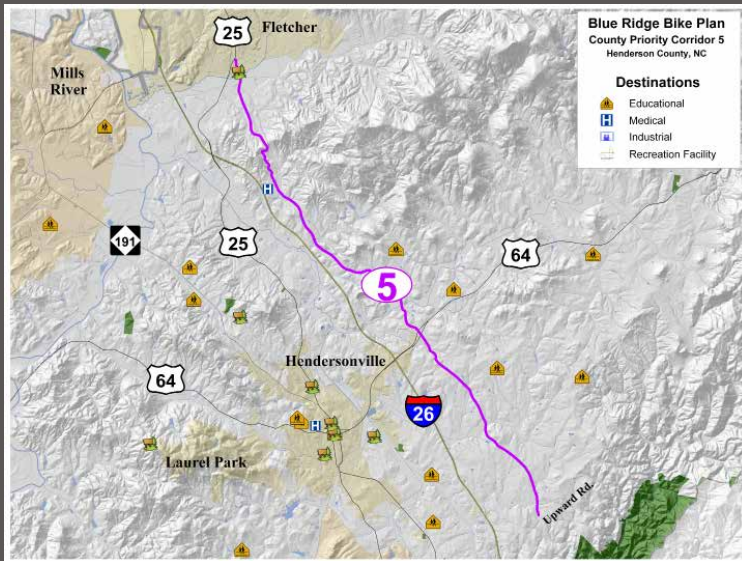 Blue Ridge Bike Plan
County Priority Corridor 5
Henderson County, NC
Destinations
Educational
H Medical
Industrial
Recreation Facility
25
Fletcher
Mills
River
H
191
25
64
5
Hendersonville
64
26
H
Laurel Park
Upward Rd.